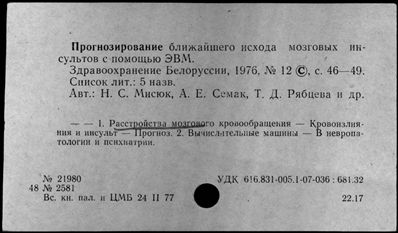 Прогнозирование ближайшего исхода мозговых ин-
сультов с помощью ЭВМ.
Здравоохранение Белоруссии, 1976, № 12 ©, с. 46—49.
Список лит.: 5 назв.
Авт.: Н. С. Мисюк, А. Е. Семак, Т. Д. Рябцева и др.
— — 1. Расстройства мозгового кровообращения — Кровоизлия-
ния и инсульт — Прогноз. 2. Вычислительные машины — В невропа-
тологии и психиатрии.
№ 21980
УДК 616.831-005.1-07-036 : 681.32
48 № 2581
Вс. кн. пал. и ЦМБ 24 II 77
22.17